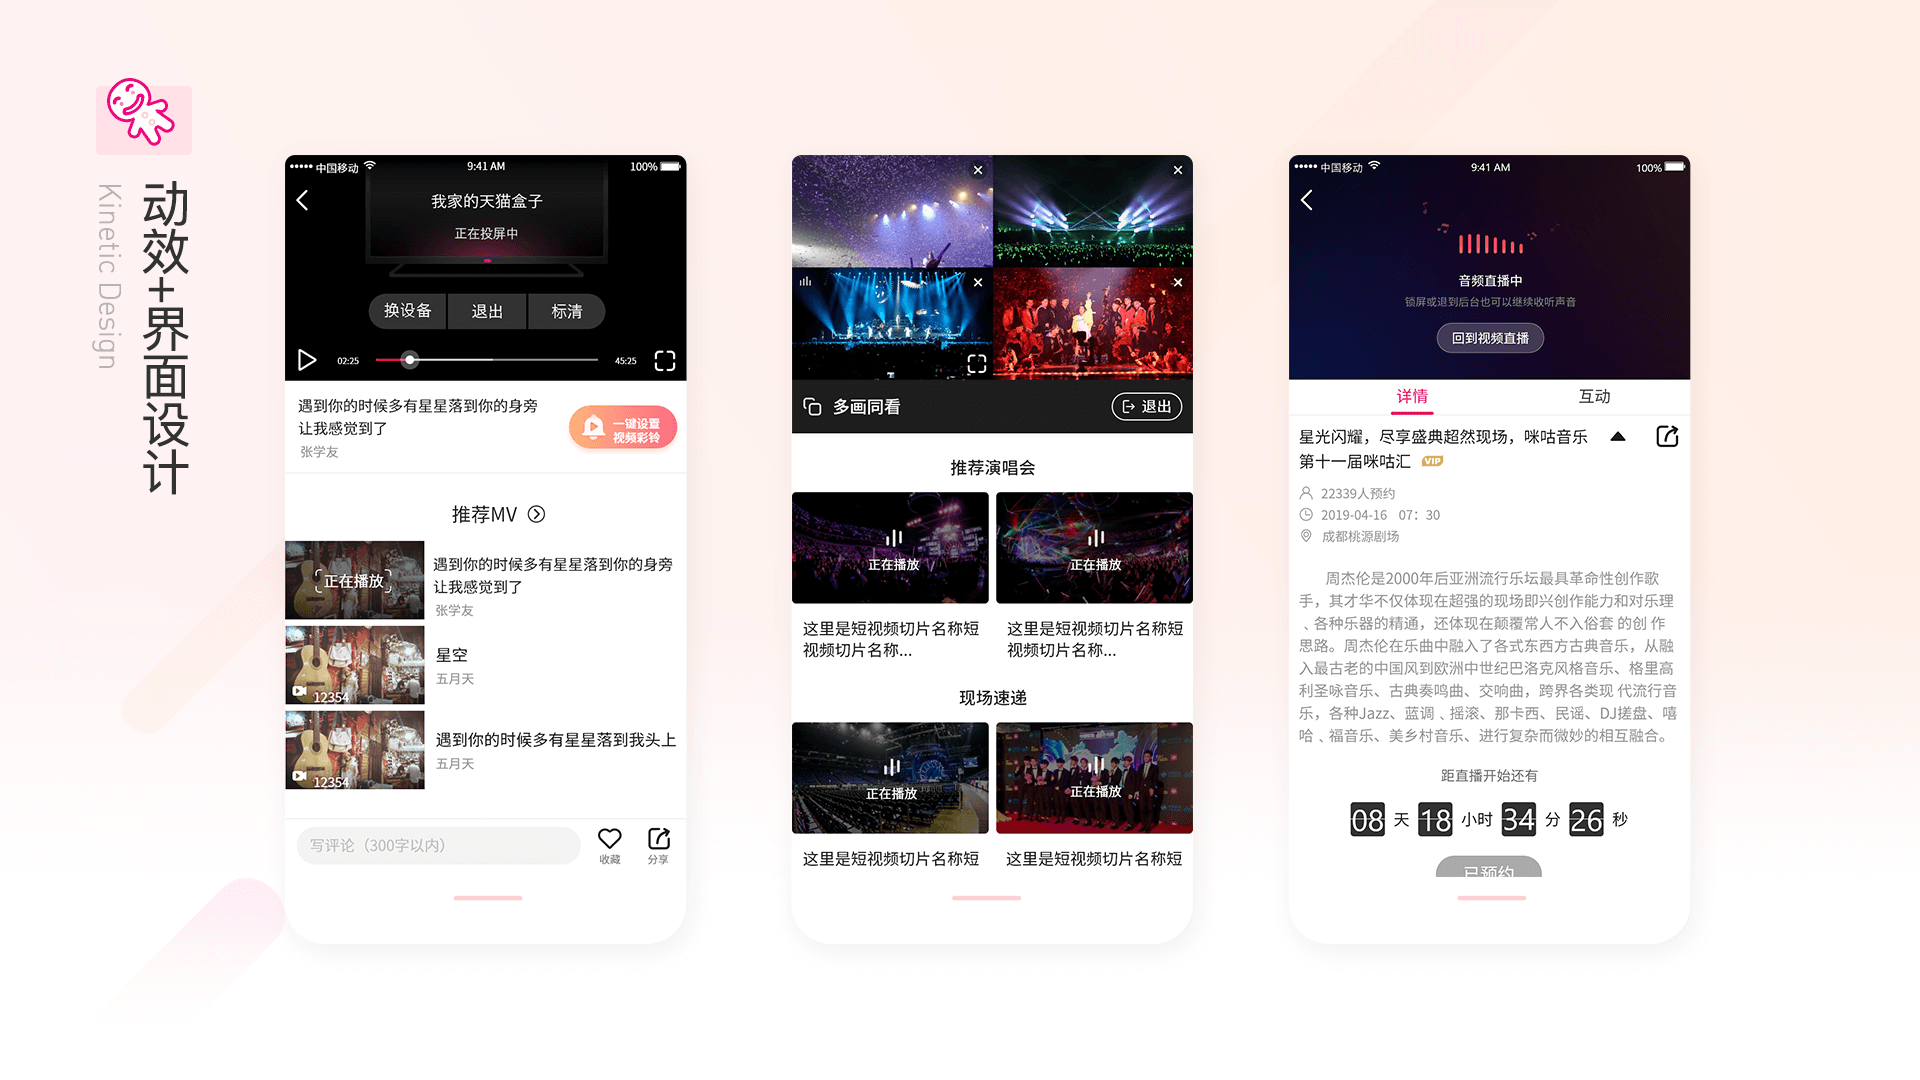 动效+界面设计
Kinetic Design
中国移动
9:41 AM
100%
我家的天猫盒子
正在投屏中
换设备
退出
标清
02:25
45:25
遇到你的时候多有星星落到你的身旁
让我感觉到了
张学友
一键设置
视频彩铃
推荐MV
正在播放
遇到你的时候多有星星落到你的身旁
让我感觉到了
张学友
12354
星空
五月天
12354
遇到你的时候多有星星落到我头上
五月天
写评论（300字以内）
收藏
分享
多画同看
退出
推荐演唱会
正在播放
正在播放
这里是短视频切片名称短
视频切片名称...
这里是短视频切片名称短
视频切片名称...
现场速递
正在播放
正在播放
这里是短视频切片名称短
这里是短视频切片名称短
中国移动
9:41 AM
100%
音频直播中
锁屏或退到后台也可以继续收听声音
回到视频直播
详情
互动
星光闪耀，尽享盛典超然现场，咪咕音乐
第十一届咪咕汇 VIP
22339人预约
2019-04-16 07：30
成都桃源剧场
周杰伦是2000年后亚洲流行乐坛最具革命性创作歌
手，其才华不仅体现在超强的现场即兴创作能力和对乐理
、各种乐器的精通，还体现在颠覆常人不入俗套 的创 作
思路。周杰伦在乐曲中融入了各式东西方古典音乐，从融
入最古老的中国风到欧洲中世纪巴洛克风格音乐、格里高
利圣咏音乐、古典奏鸣曲、交响曲，跨界各类现 代流行音
乐，各种Jazz、蓝调 、摇滚、那卡西、民谣、DJ搓盘、嘻
哈 、福音乐、美乡村音乐、进行复杂而微妙的相互融合。
距直播开始还有
08 天 18 小时 34 分 26 秒
已预约